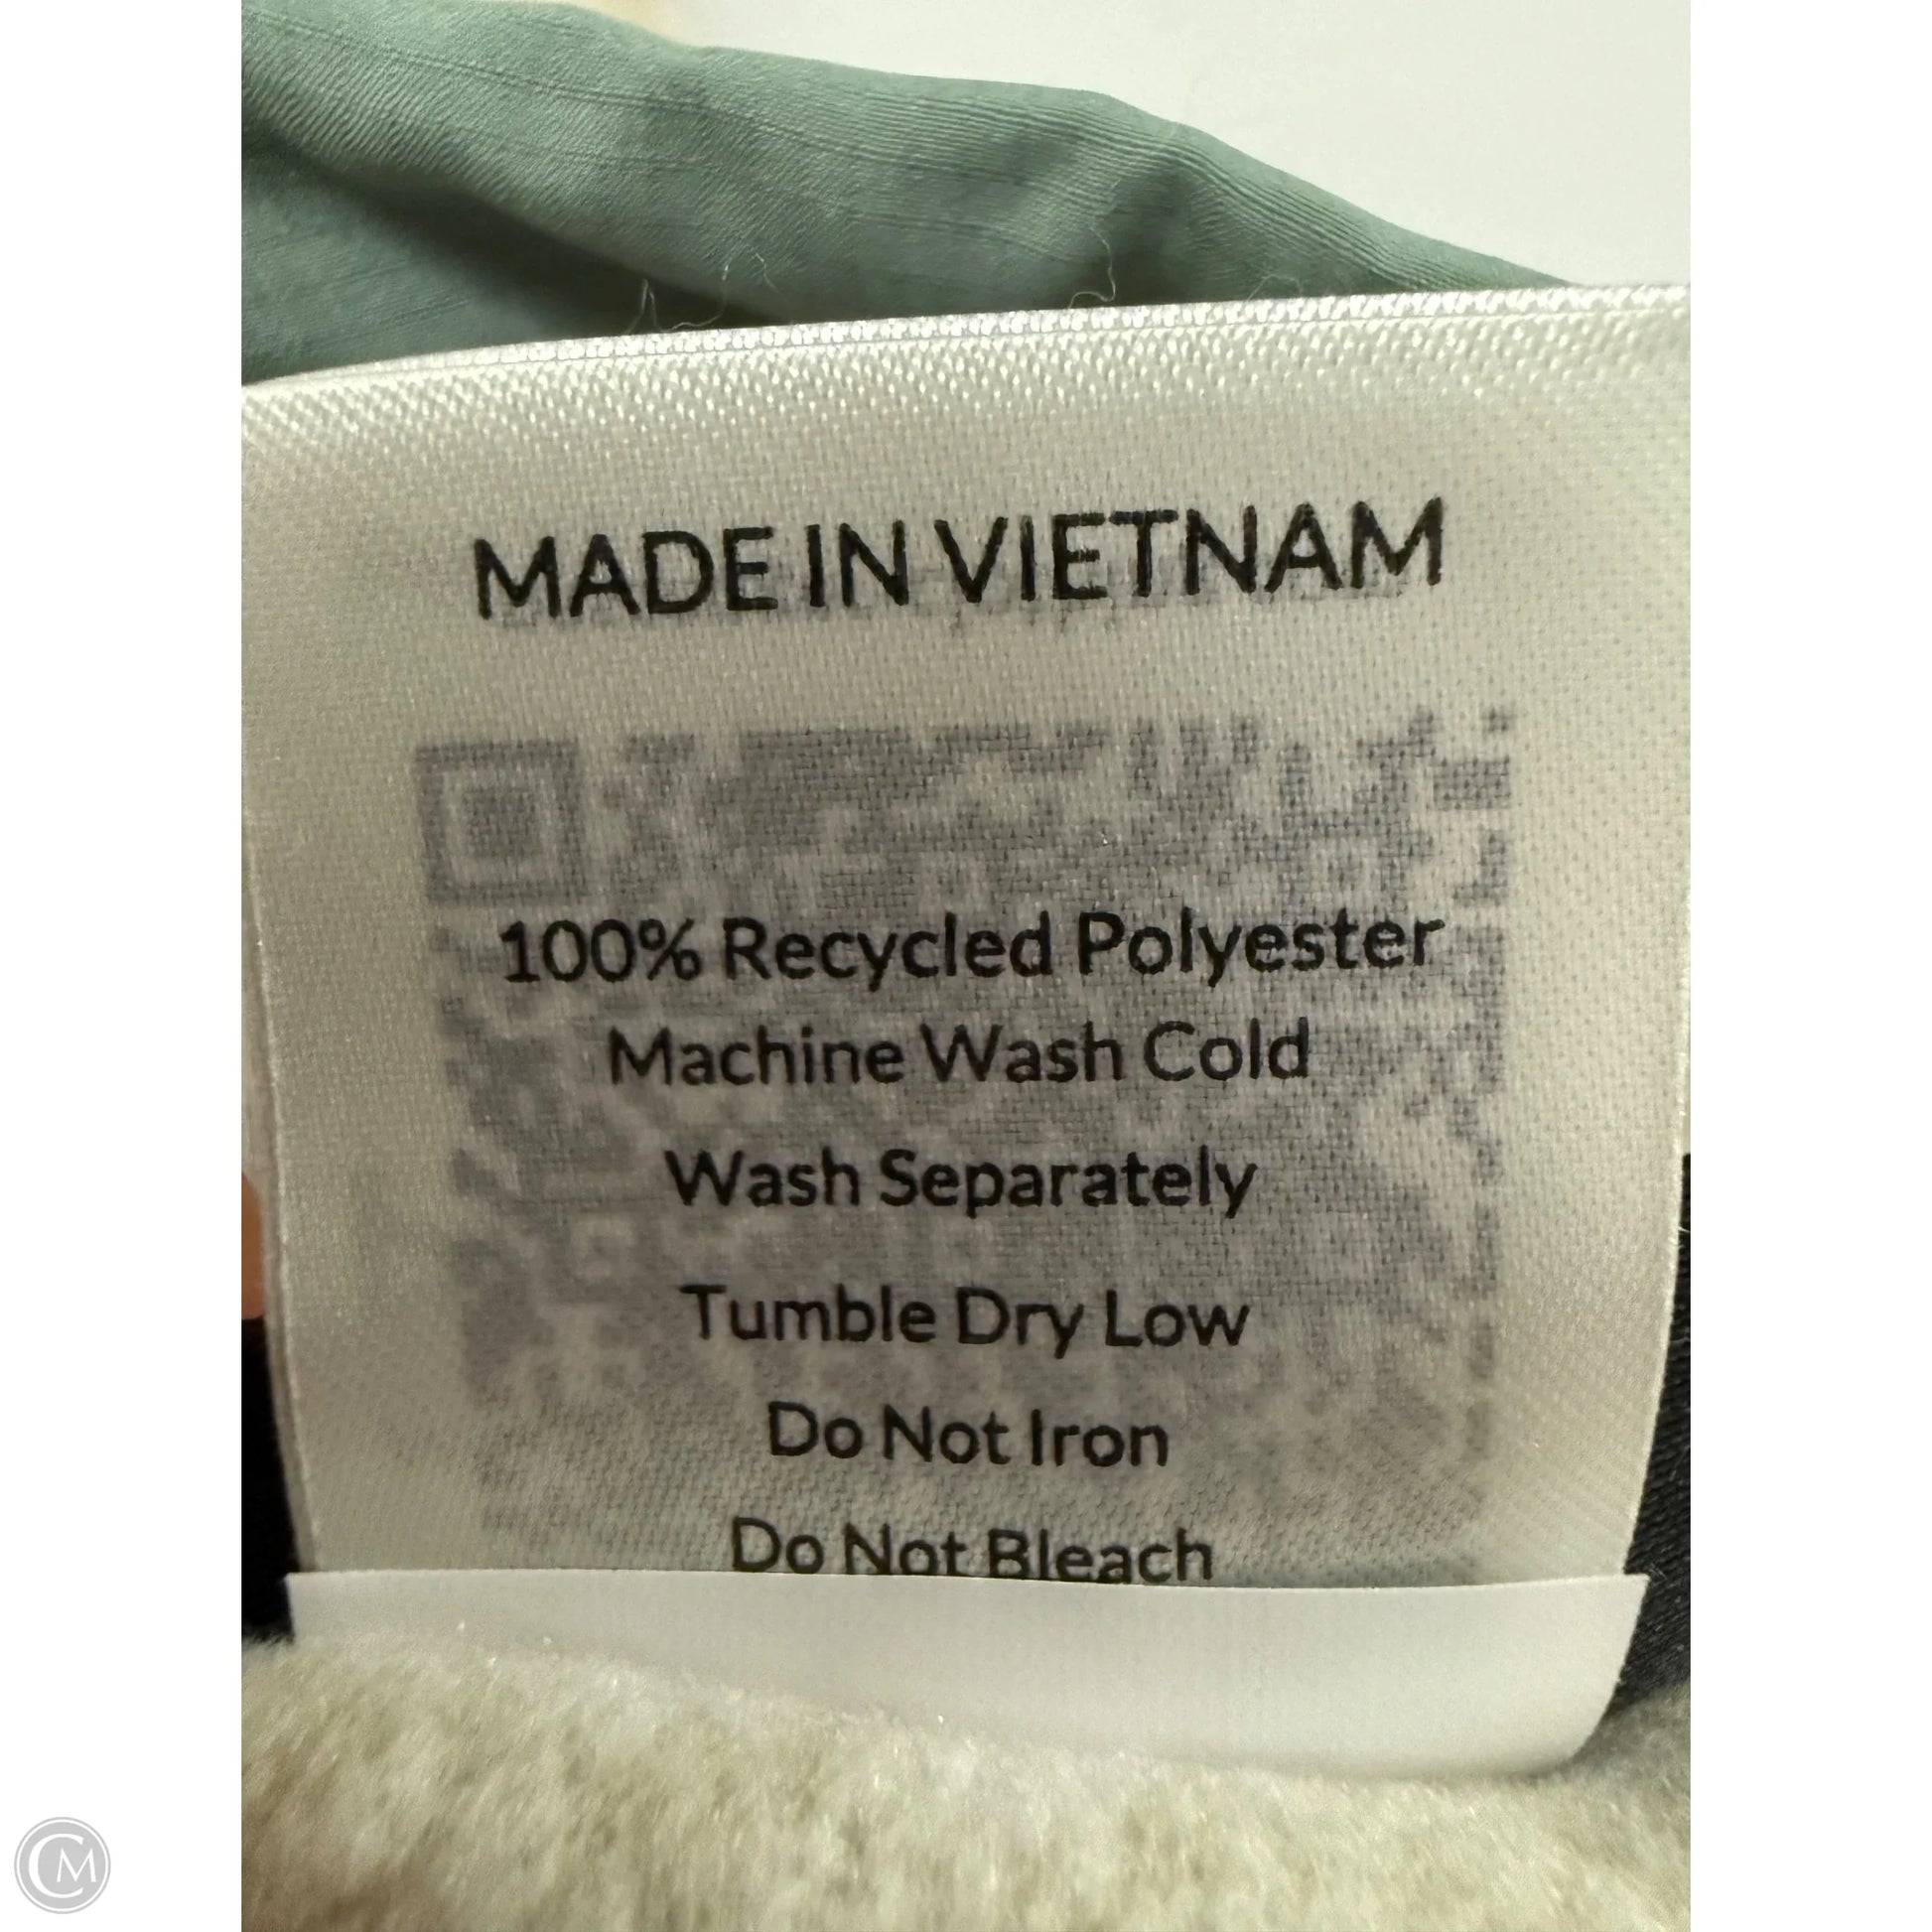 MADE IN VIETNAM
100% Recycled Polyester
Machine Wash Cold
Wash Separately
Tumble Dry Low
Do Not Iron
Do Not Bleach
CM